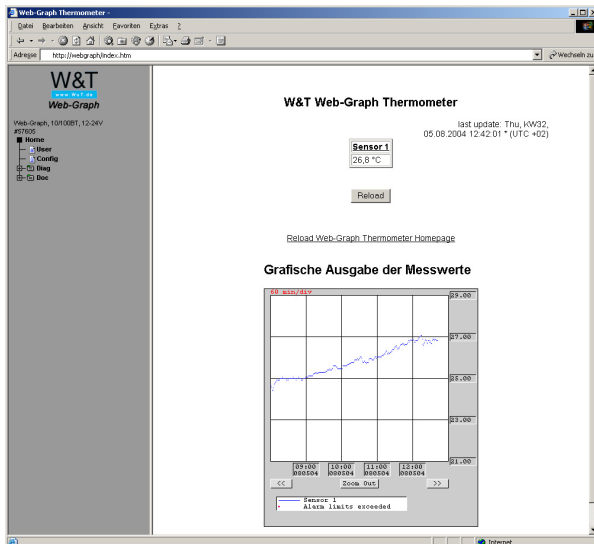 Web-Graph Thermometer -
Datei Bearbeiten Ansicht Favoriten Extras ?
Adresse http://webgraph/index.htm Wechseln zu
W&T
www.WuT.de
Web-Graph
Web-Graph, 10/100BT, 12-24V
#57605
Home
User
Config
Diag
Doc
W&T Web-Graph Thermometer
last update: Thu, KW32,
05.08.2004 12:42:01 * (UTC +02)
Sensor 1
26,8 °C
Reload
Reload Web-Graph Thermometer Homepage
Grafische Ausgabe der Messwerte
60 min/div
29.00
27.00
25.00
23.00
21.00
09:00 10:00 11:00 12:00
080504 080504 080504 080504
<< Zoom Out >>
Sensor 1
Alarm limits exceeded
Internet